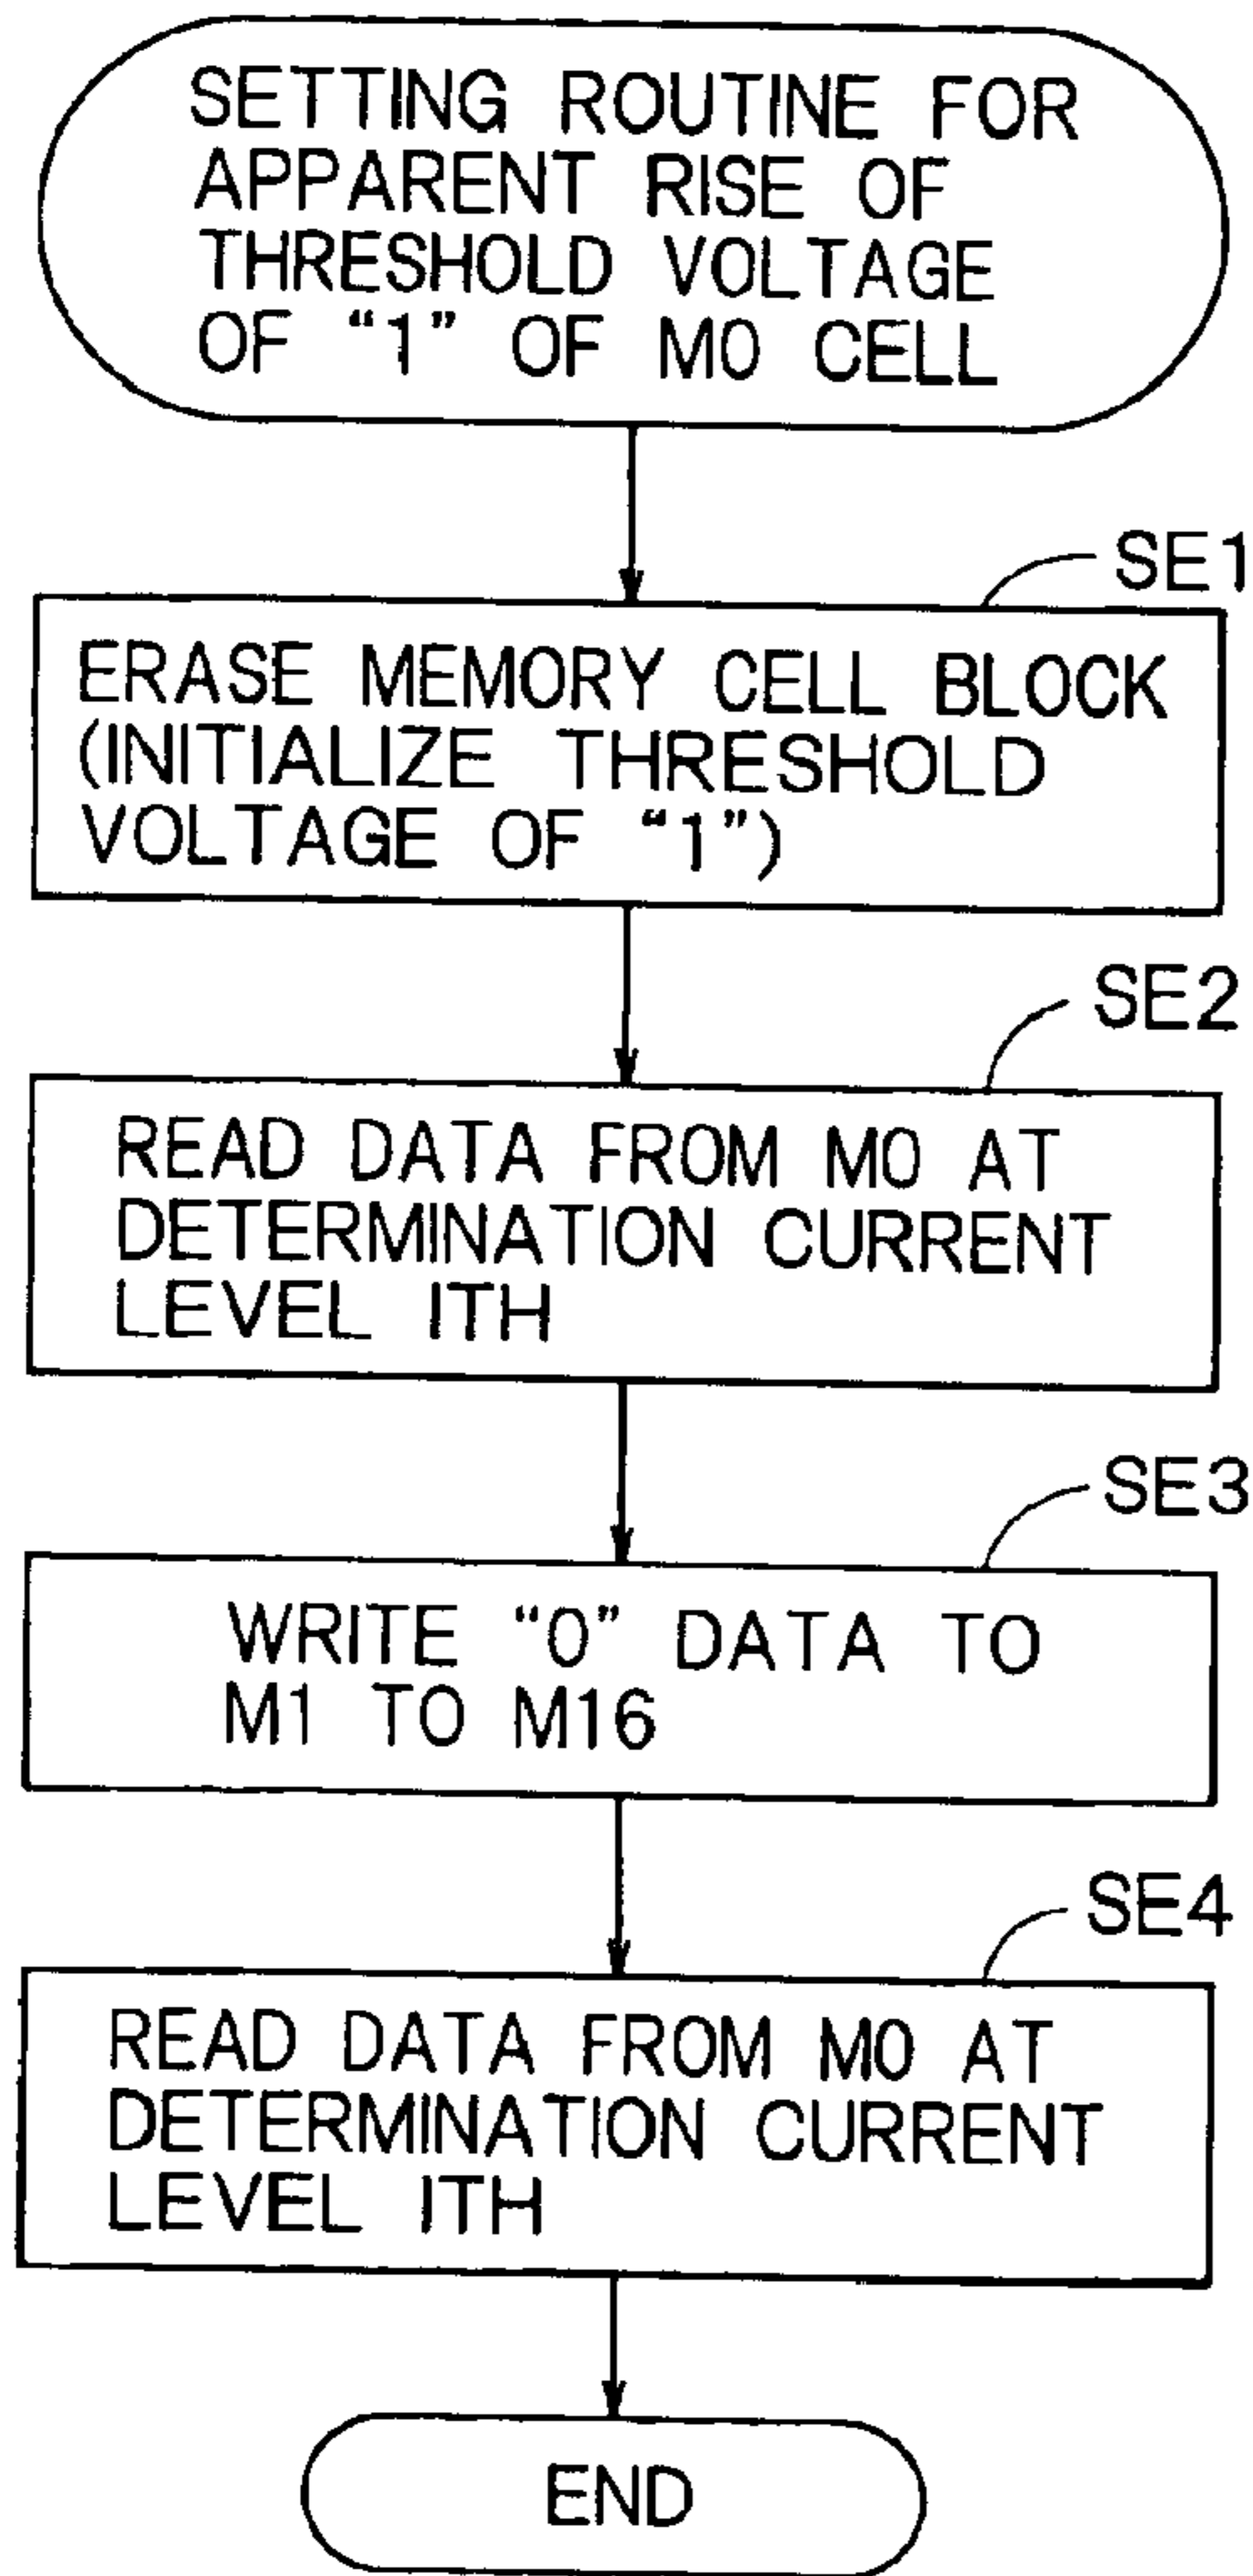 SETTING ROUTINE FOR
APPARENT RISE OF
THRESHOLD VOLTAGE
OF “1” OF M0 CELL
SE1
ERASE MEMORY CELL BLOCK
(INITIALIZE THRESHOLD
VOLTAGE OF “1”)
SE2
READ DATA FROM M0 AT
DETERMINATION CURRENT
LEVEL ITH
SE3
WRITE “0” DATA TO
M1 TO M16
SE4
READ DATA FROM M0 AT
DETERMINATION CURRENT
LEVEL ITH
END